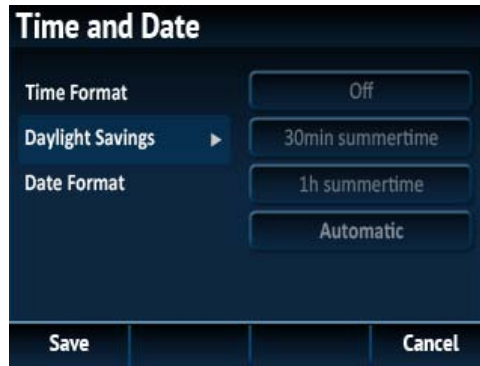 Time and Date
Time Format
Off
Daylight Savings
30min summertime
Date Format
1h summertime
Automatic
Save
Cancel